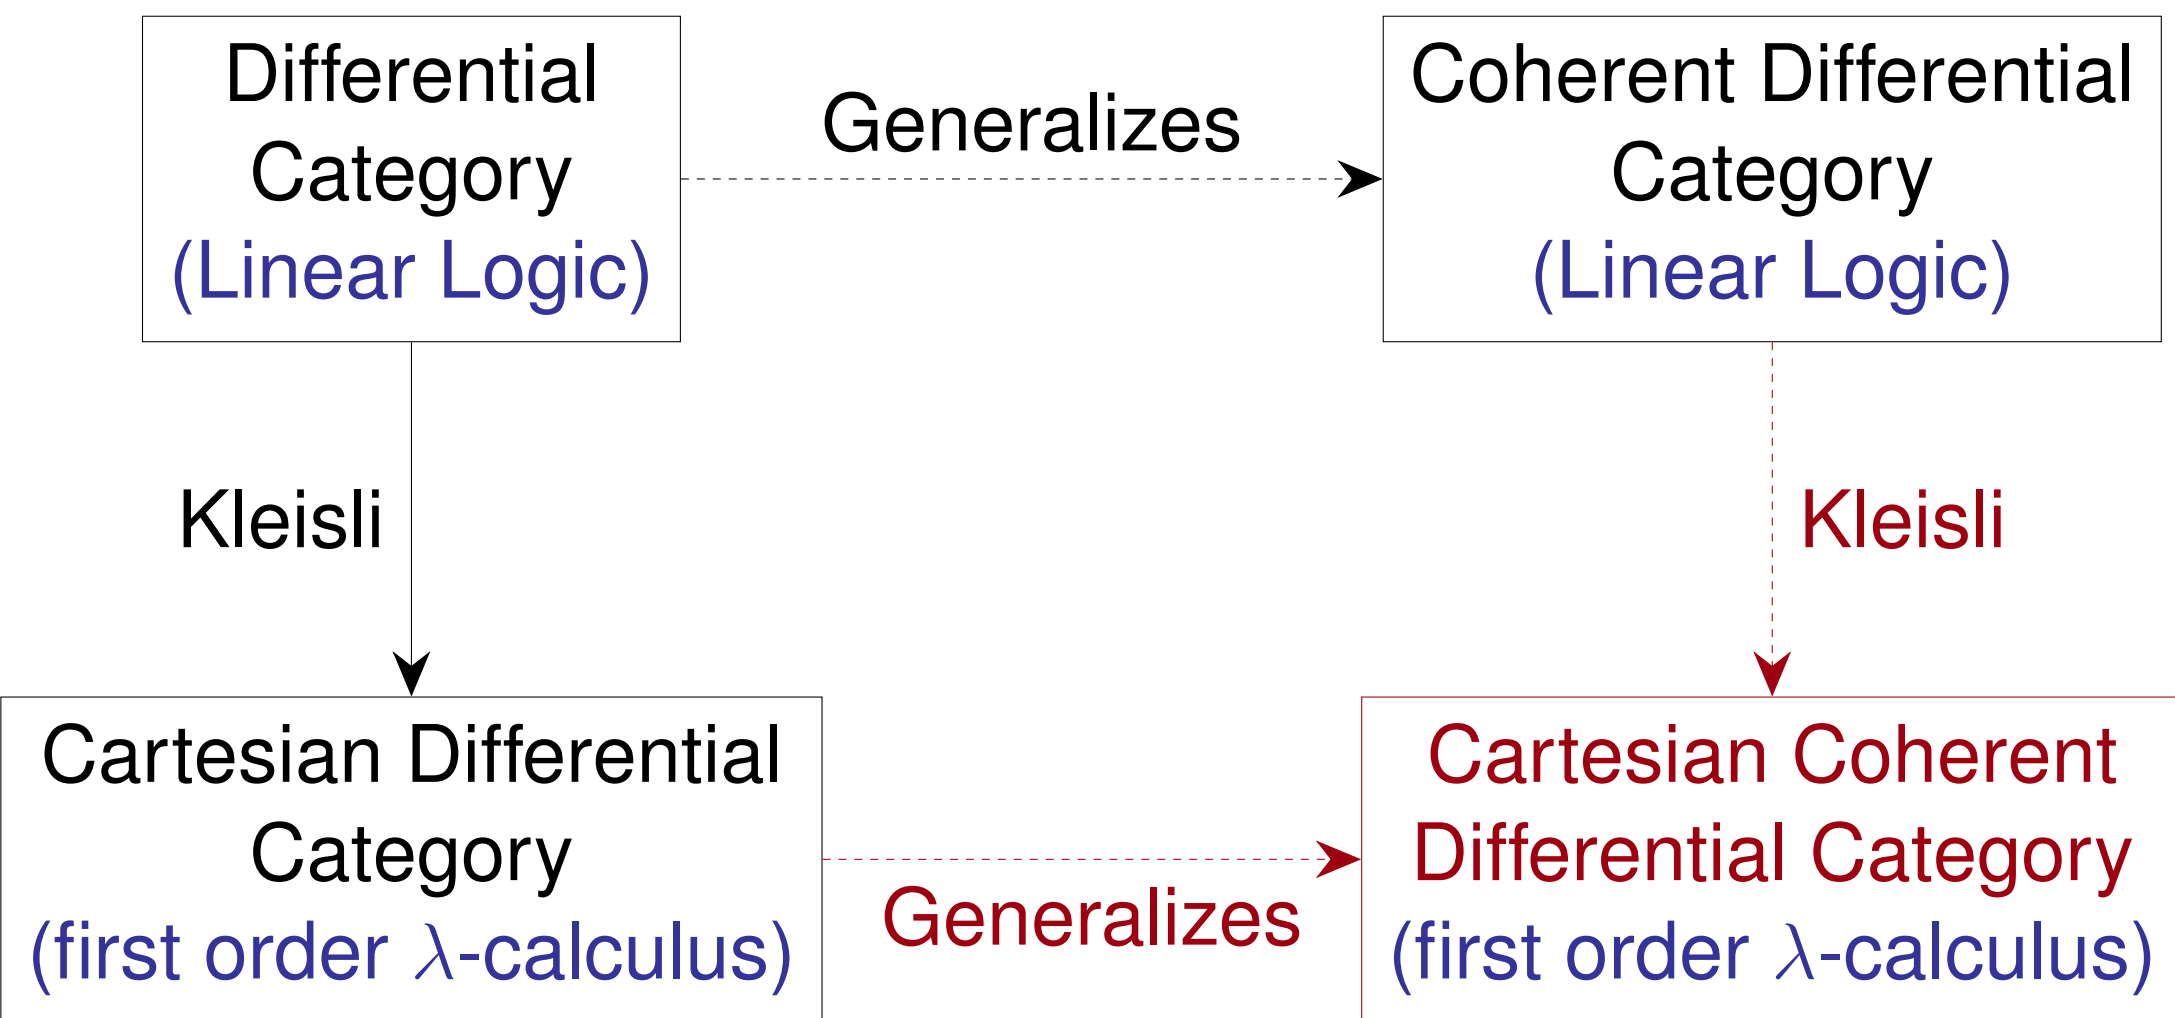 Differential
Category
(Linear Logic)
Generalizes
Coherent Differential
Category
(Linear Logic)
Kleisli
Kleisli
Cartesian Differential
Category
(first order λ-calculus)
Generalizes
Cartesian Coherent
Differential Category
(first order λ-calculus)